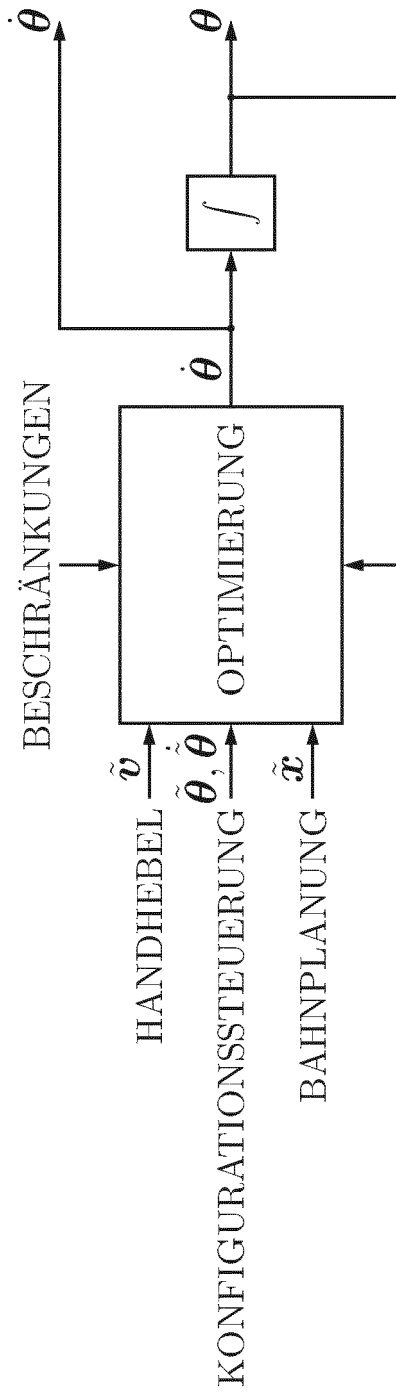 BESCHRÄNKUNGEN
HANDHEBEL
ṽ
KONFIGURATIONSSTEUERUNG
θ̃, θ̃̇
BAHNPLANUNG
x̃
OPTIMIERUNG
θ̇
∫
θ̇
θ